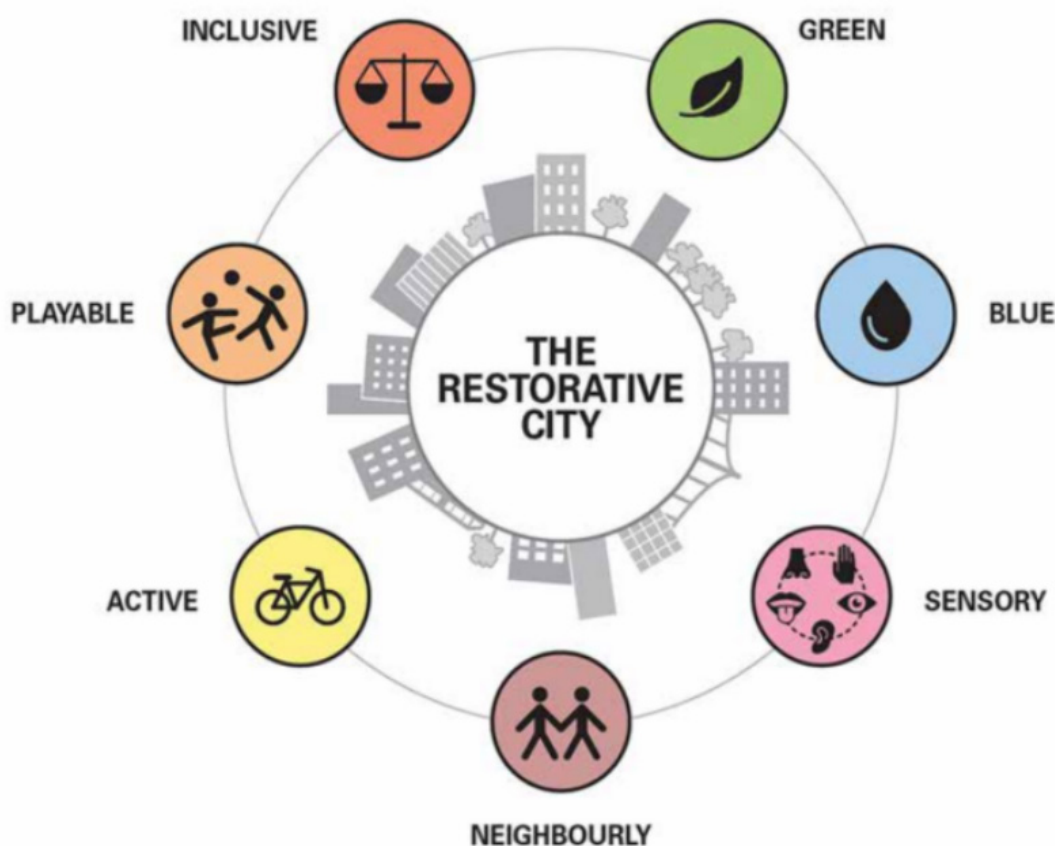 INCLUSIVE
GREEN
PLAYABLE
BLUE
THE
RESTORATIVE
CITY
ACTIVE
SENSORY
NEIGHBOURLY